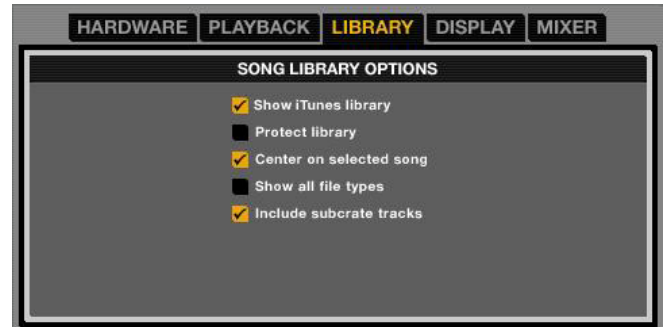 HARDWARE PLAYBACK LIBRARY DISPLAY MIXER
SONG LIBRARY OPTIONS
Show iTunes library
Protect library
Center on selected song
Show all file types
Include subcrate tracks